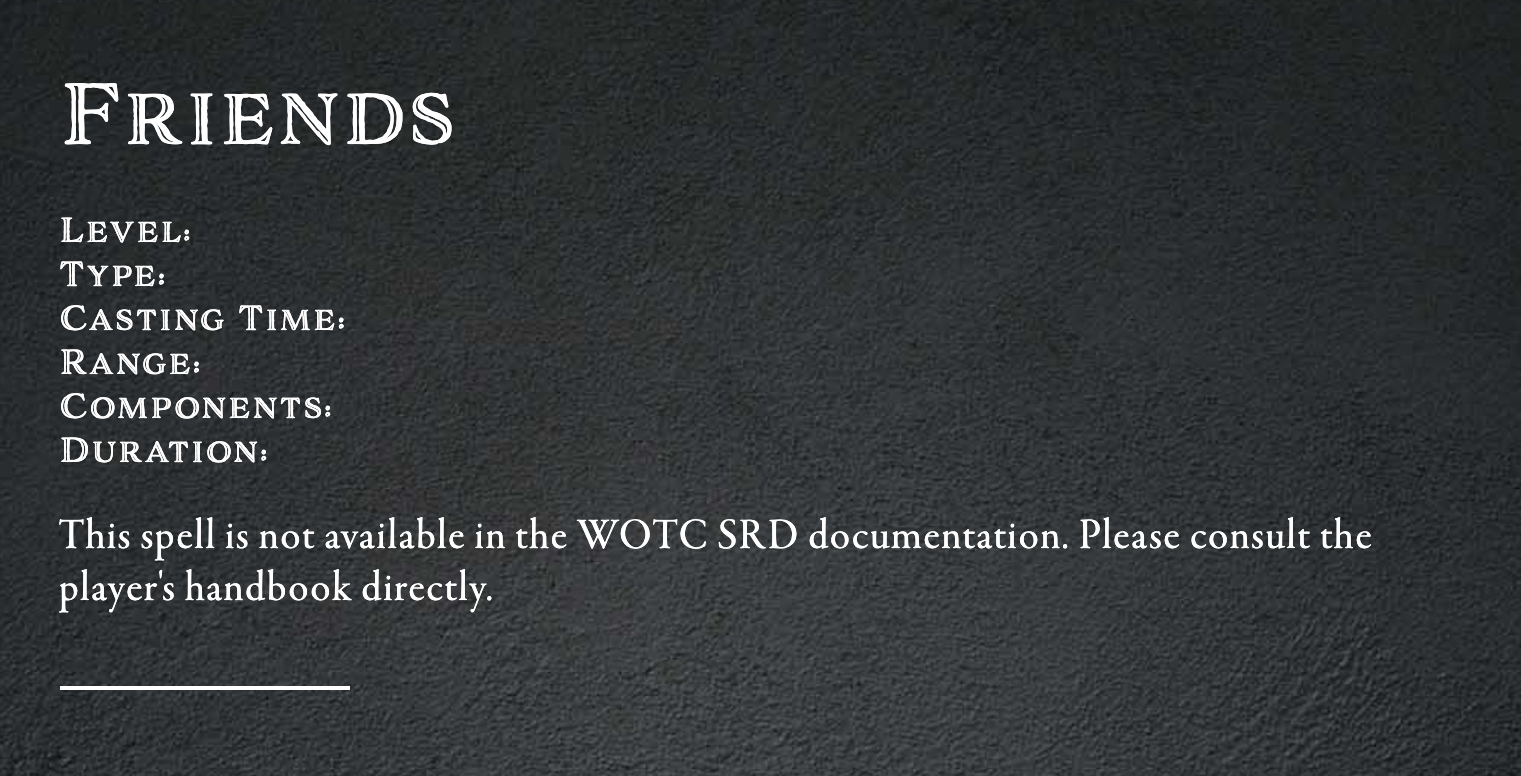 Friends
Level:
Type:
Casting Time:
Range:
Components:
Duration:
This spell is not available in the WOTC SRD documentation. Please consult the
player's handbook directly.